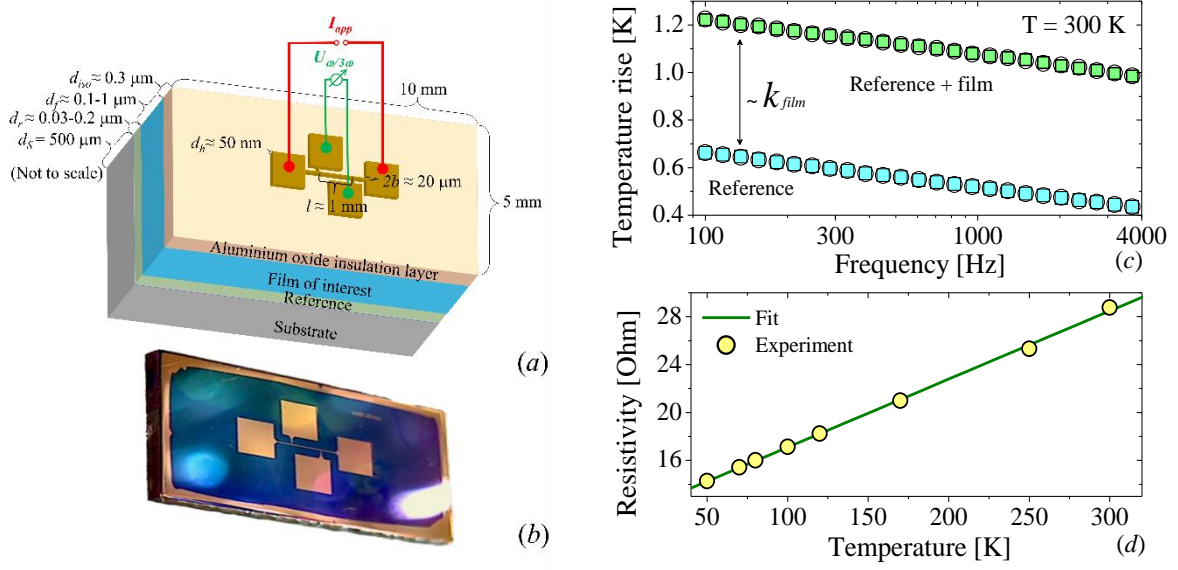 I_app
U_ω/3ω
d_iso ≈ 0.3 μm
d_f ≈ 0.1-1 μm
d_r ≈ 0.03-0.2 μm
d_S = 500 μm
(Not to scale)
10 mm
d_h ≈ 50 nm
2b ≈ 20 μm
l ≈ 1 mm
5 mm
Aluminium oxide insulation layer
Film of interest
Reference
Substrate
(a)
(b)
Temperature rise [K]
1.2
1.0
0.8
0.6
0.4
T = 300 K
Reference + film
~ k_film
Reference
100
300
1000
4000
Frequency [Hz]
(c)
Resistivity [Ohm]
28
24
20
16
Fit
Experiment
50
100
150
200
250
300
Temperature [K]
(d)